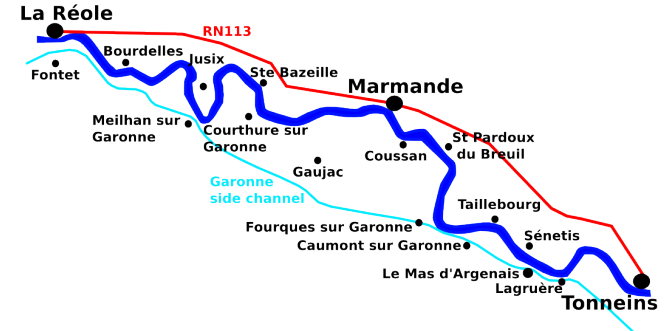 La Réole
RN113
Bourdelles
Jusix
Ste Bazeille
Fontet
Marmande
Meilhan sur
Garonne
Courthure sur
Garonne
St Pardoux
du Breuil
Coussan
Gaujac
Garonne
side channel
Taillebourg
Fourques sur Garonne
Sénetis
Caumont sur Garonne
Le Mas d'Argenais
Lagruère
Tonneins